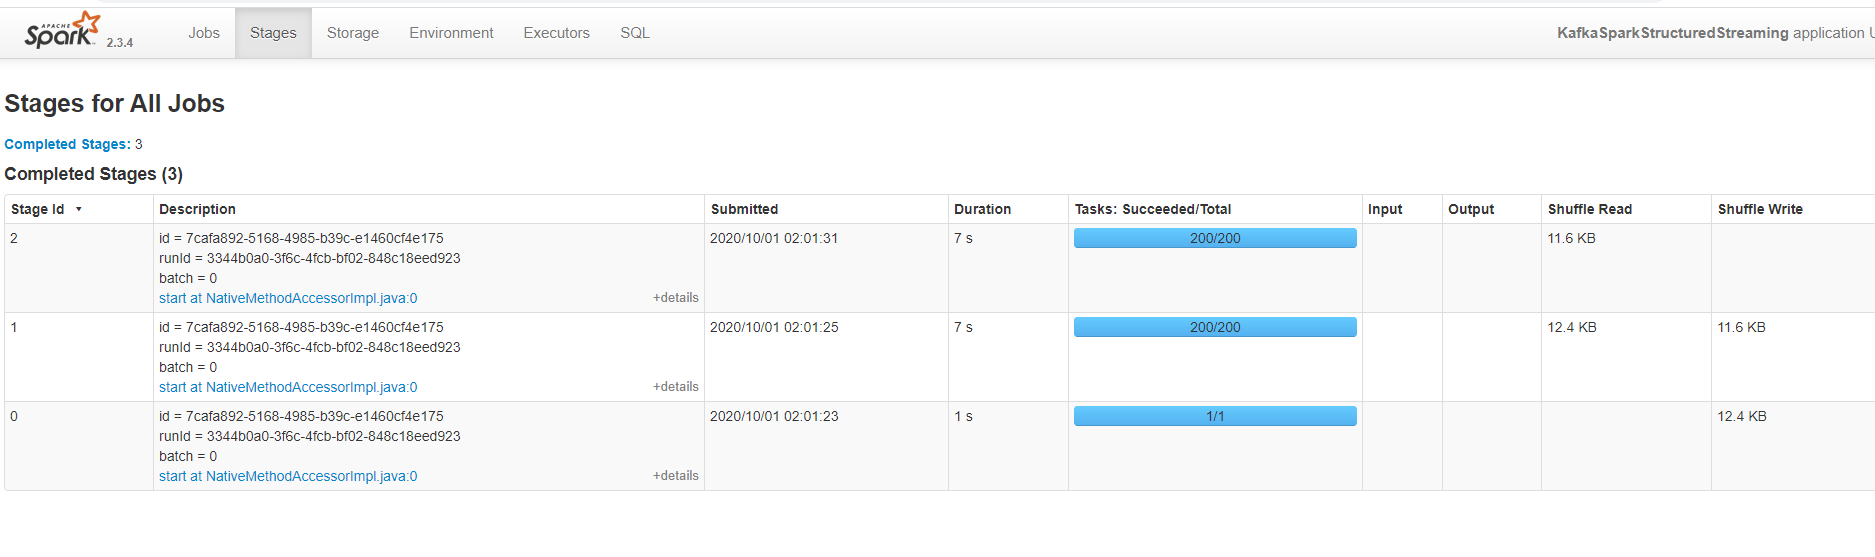 APACHE
Spark 2.3.4 Jobs Stages Storage Environment Executors SQL KafkaSparkStructuredStreaming application U
Stages for All Jobs
Completed Stages: 3
Completed Stages (3)
Stage Id ▾ Description Submitted Duration Tasks: Succeeded/Total Input Output Shuffle Read Shuffle Write
2 id = 7cafa892-5168-4985-b39c-e1460cf4e175 2020/10/01 02:01:31 7 s 200/200 11.6 KB
runId = 3344b0a0-3f6c-4fcb-bf02-848c18eed923
batch = 0
start at NativeMethodAccessorImpl.java:0 +details
1 id = 7cafa892-5168-4985-b39c-e1460cf4e175 2020/10/01 02:01:25 7 s 200/200 12.4 KB 11.6 KB
runId = 3344b0a0-3f6c-4fcb-bf02-848c18eed923
batch = 0
start at NativeMethodAccessorImpl.java:0 +details
0 id = 7cafa892-5168-4985-b39c-e1460cf4e175 2020/10/01 02:01:23 1 s 1/1 12.4 KB
runId = 3344b0a0-3f6c-4fcb-bf02-848c18eed923
batch = 0
start at NativeMethodAccessorImpl.java:0 +details